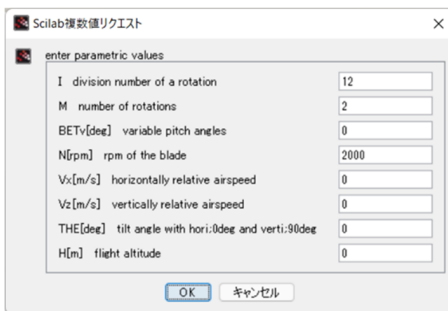 Scilab複数値リクエスト
enter parametric values
I division number of a rotation 12
M number of rotations 2
BETv[deg] variable pitch angles 0
N[rpm] rpm of the blade 2000
Vx[m/s] horizontally relative airspeed 0
Vz[m/s] vertically relative airspeed 0
THE[deg] tilt angle with hori;0deg and verti;90deg 0
H[m] flight altitude 0
OK キャンセル